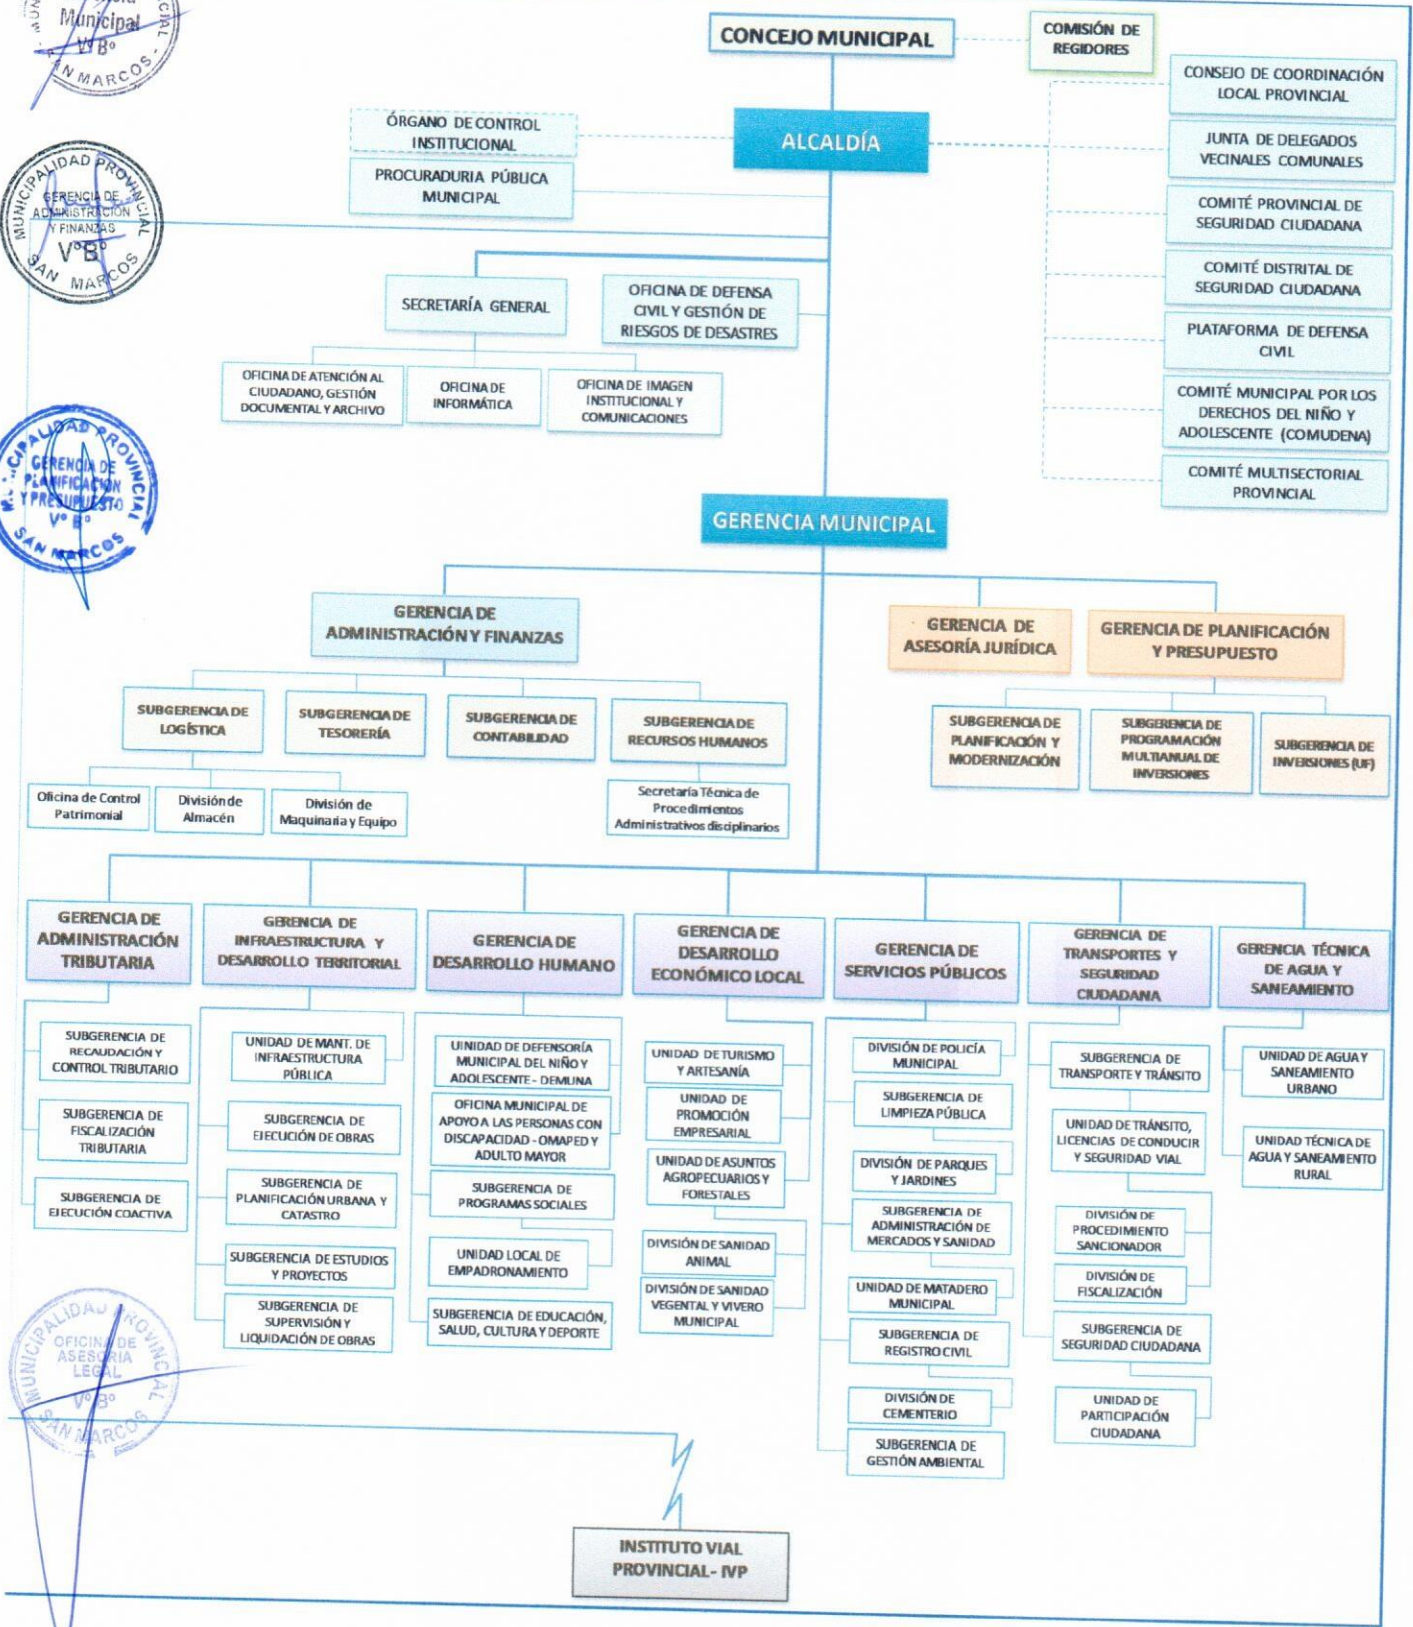 Municipal
V°B°
SAN MARCOS
CONCEJO MUNICIPAL
COMISIÓN DE
REGIDORES
ALCALDÍA
ÓRGANO DE CONTROL
INSTITUCIONAL
PROCURADURIA PÚBLICA
MUNICIPAL
CONSEJO DE COORDINACIÓN
LOCAL PROVINCIAL
JUNTA DE DELEGADOS
VECINALES COMUNALES
COMITÉ PROVINCIAL DE
SEGURIDAD CIUDADANA
COMITÉ DISTRITAL DE
SEGURIDAD CIUDADANA
PLATAFORMA DE DEFENSA
CIVIL
COMITÉ MUNICIPAL POR LOS
DERECHOS DEL NIÑO Y
ADOLESCENTE (COMUDENA)
COMITÉ MULTISECTORIAL
PROVINCIAL
MUNICIPALIDAD PROVINCIAL
GERENCIA DE
ADMINISTRACIÓN
Y FINANZAS
V°B°
SAN MARCOS
SECRETARÍA GENERAL
OFICINA DE DEFENSA
CIVIL Y GESTIÓN DE
RIESGOS DE DESASTRES
OFICINA DE ATENCIÓN AL
CIUDADANO, GESTIÓN
DOCUMENTAL Y ARCHIVO
OFICINA DE
INFORMÁTICA
OFICINA DE IMAGEN
INSTITUCIONAL Y
COMUNICACIONES
MUNICIPALIDAD PROVINCIAL
GERENCIA DE
PLANIFICACIÓN
Y PRESUPUESTO
V° B°
SAN MARCOS
GERENCIA MUNICIPAL
GERENCIA DE
ADMINISTRACIÓN Y FINANZAS
GERENCIA DE
ASESORÍA JURÍDICA
GERENCIA DE PLANIFICACIÓN
Y PRESUPUESTO
SUBGERENCIA DE
LOGÍSTICA
SUBGERENCIA DE
TESORERÍA
SUBGERENCIA DE
CONTABILIDAD
SUBGERENCIA DE
RECURSOS HUMANOS
SUBGERENCIA DE
PLANIFICACIÓN Y
MODERNIZACIÓN
SUBGERENCIA DE
PROGRAMACIÓN
MULTIANUAL DE
INVERSIONES
SUBGERENCIA DE
INVERSIONES (UF)
Oficina de Control
Patrimonial
División de
Almacén
División de
Maquinaria y Equipo
Secretaría Técnica de
Procedimientos
Administrativos disciplinarios
GERENCIA DE
ADMINISTRACIÓN
TRIBUTARIA
GERENCIA DE
INFRAESTRUCTURA Y
DESARROLLO TERRITORIAL
GERENCIA DE
DESARROLLO HUMANO
GERENCIA DE
DESARROLLO
ECONÓMICO LOCAL
GERENCIA DE
SERVICIOS PÚBLICOS
GERENCIA DE
TRANSPORTES Y
SEGURIDAD
CIUDADANA
GERENCIA TÉCNICA
DE AGUA Y
SANEAMIENTO
SUBGERENCIA DE
RECAUDACIÓN Y
CONTROL TRIBUTARIO
SUBGERENCIA DE
FISCALIZACIÓN
TRIBUTARIA
SUBGERENCIA DE
EJECUCIÓN COACTIVA
UNIDAD DE MANT. DE
INFRAESTRUCTURA
PÚBLICA
SUBGERENCIA DE
EJECUCIÓN DE OBRAS
SUBGERENCIA DE
PLANIFICACIÓN URBANA Y
CATASTRO
SUBGERENCIA DE ESTUDIOS
Y PROYECTOS
SUBGERENCIA DE
SUPERVISIÓN Y
LIQUIDACIÓN DE OBRAS
UINIDAD DE DEFENSORÍA
MUNICIPAL DEL NIÑO Y
ADOLESCENTE - DEMUNA
OFICINA MUNICIPAL DE
APOYO A LAS PERSONAS CON
DISCAPACIDAD - OMAPED Y
ADULTO MAYOR
SUBGERENCIA DE
PROGRAMAS SOCIALES
UNIDAD LOCAL DE
EMPADRONAMIENTO
SUBGERENCIA DE EDUCACIÓN,
SALUD, CULTURA Y DEPORTE
UNIDAD DE TURISMO
Y ARTESANÍA
UNIDAD DE
PROMOCIÓN
EMPRESARIAL
UNIDAD DE ASUNTOS
AGROPECUARIOS Y
FORESTALES
DIVISIÓN DE SANIDAD
ANIMAL
DIVISIÓN DE SANIDAD
VEGENTAL Y VIVERO
MUNICIPAL
DIVISIÓN DE POLICÍA
MUNICIPAL
SUBGERENCIA DE
LIMPIEZA PÚBLICA
DIVISIÓN DE PARQUES
Y JARDINES
SUBGERENCIA DE
ADMINISTRACIÓN DE
MERCADOS Y SANIDAD
UNIDAD DE MATADERO
MUNICIPAL
SUBGERENCIA DE
REGISTRO CIVIL
DIVISIÓN DE
CEMENTERIO
SUBGERENCIA DE
GESTIÓN AMBIENTAL
SUBGERENCIA DE
TRANSPORTE Y TRÁNSITO
UNIDAD DE TRÁNSITO,
LICENCIAS DE CONDUCIR
Y SEGURIDAD VIAL
DIVISIÓN DE
PROCEDIMIENTO
SANCIONADOR
DIVISIÓN DE
FISCALIZACIÓN
SUBGERENCIA DE
SEGURIDAD CIUDADANA
UNIDAD DE
PARTICIPACIÓN
CIUDADANA
UNIDAD DE AGUA Y
SANEAMIENTO
URBANO
UNIDAD TÉCNICA DE
AGUA Y SANEAMIENTO
RURAL
MUNICIPALIDAD PROVINCIAL
OFICINA DE
ASESORIA
LEGAL
V° B°
SAN MARCOS
INSTITUTO VIAL
PROVINCIAL- IVP